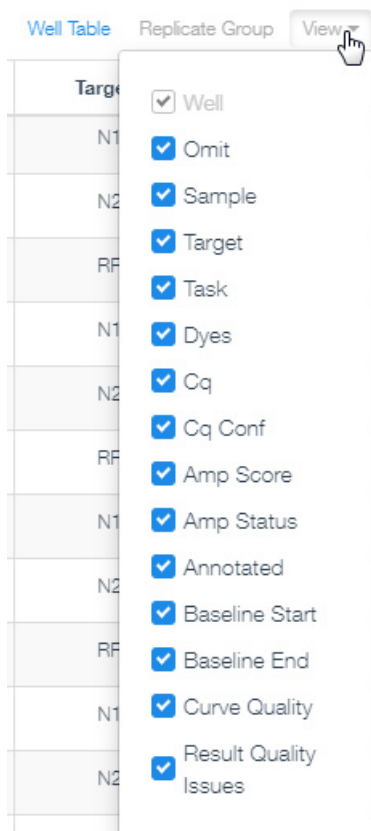 Well Table Replicate Group View
Targe
Well
N1
Omit
N2
Sample
RF
Target
Task
N1
Dyes
N2
Cq
RF
Cq Conf
Amp Score
N1
Amp Status
N2
Annotated
RF
Baseline Start
Baseline End
N1
Curve Quality
N2
Result Quality
Issues